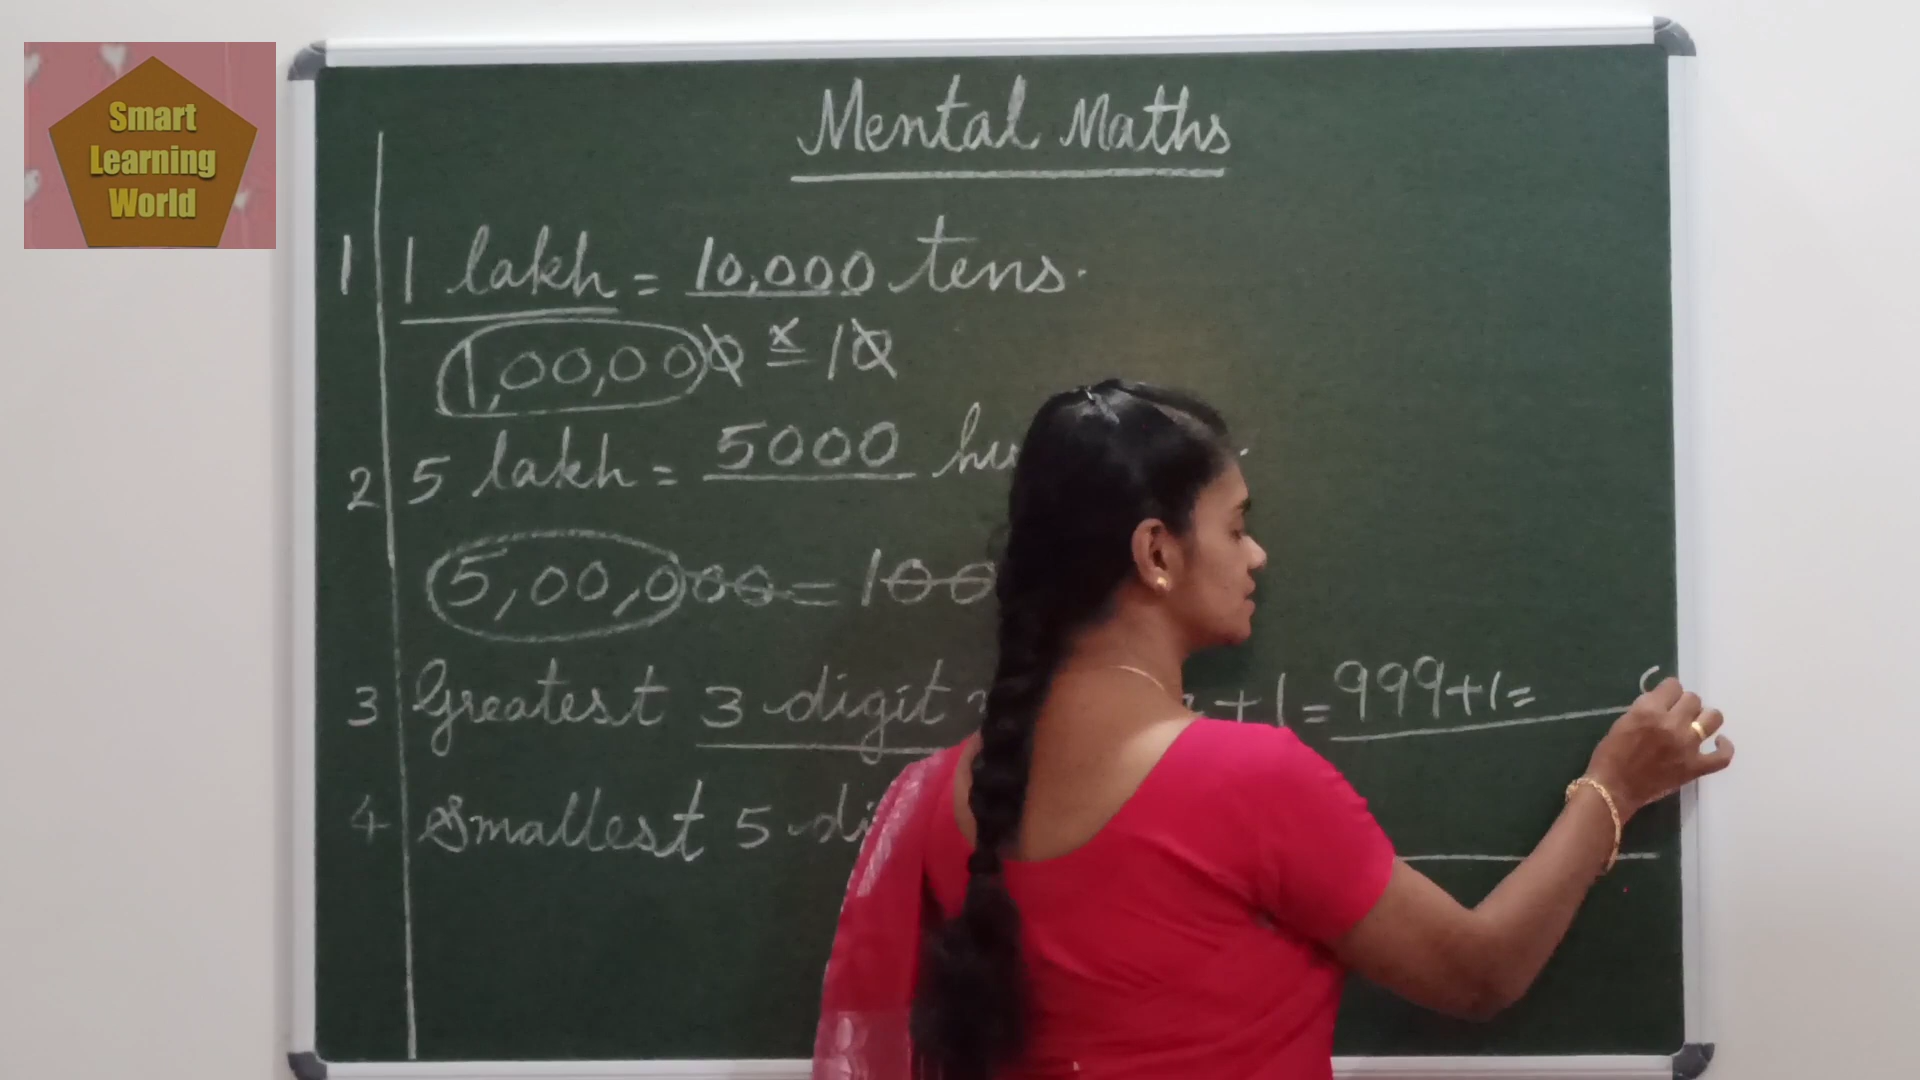 Smart
Learning
World
Mental Maths
1 1 lakh = 10,000 tens.
1,00,000 × = 10
2 5 lakh = 5000
5,00,000 = 100
3 Greatest 3 digit + 1 = 999+1=
4 Smallest 5